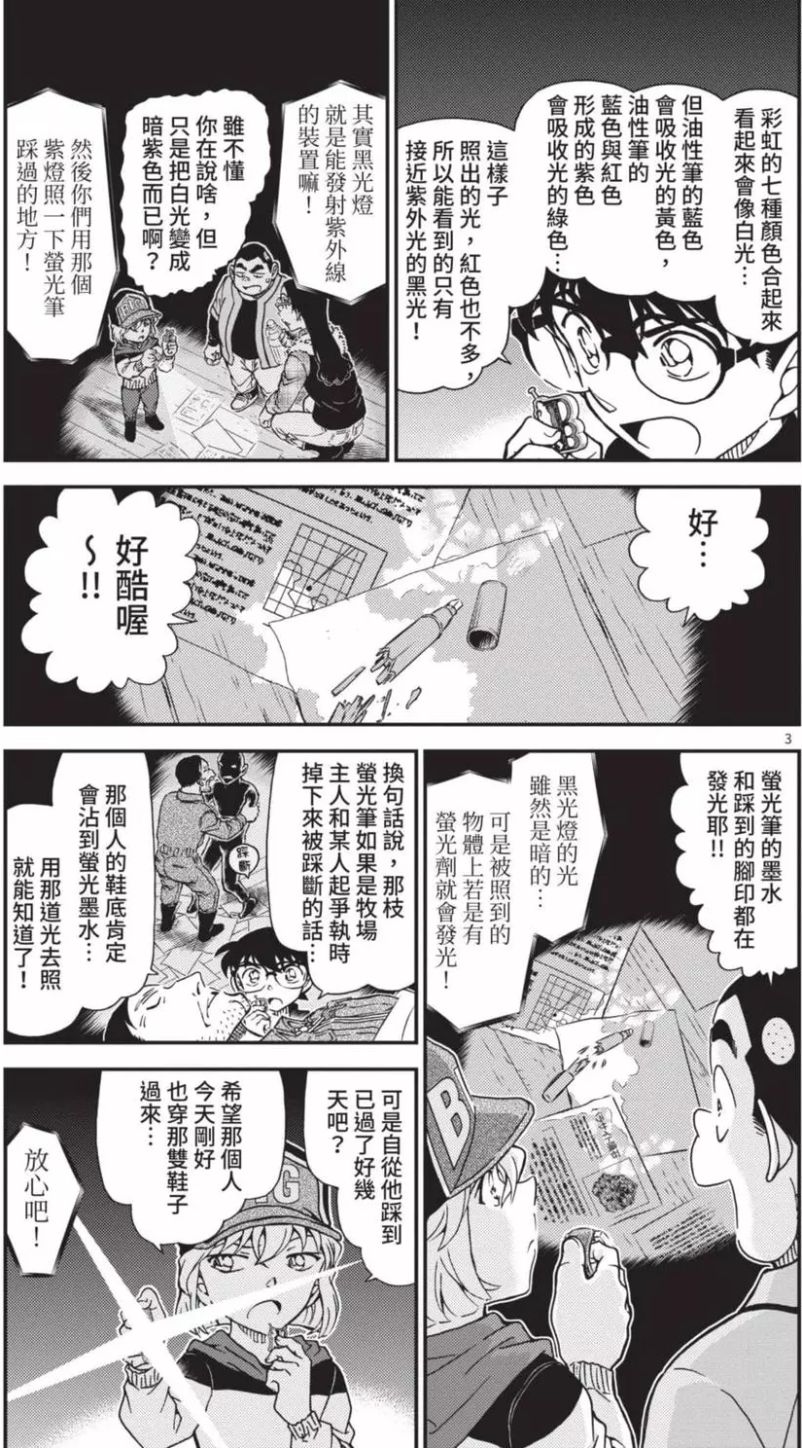 彩虹的七種顏色合起來
看起來會像白光…
但油性筆的藍色
會吸收光的黃色，
油性筆的
藍色與紅色
形成的紫色
會吸收光的綠色…
這樣子
照出的光，紅色也不多，
所以能看到的只有
接近紫外光的黑光！
其實黑光燈
就是能發射紫外線
的裝置嘛！
雖不懂
你在說啥，但
只是把白光變成
暗紫色而已啊？
然後你們用那個
紫燈照一下螢光筆
踩過的地方！
好…
好酷喔
～!!
3
螢光筆的墨水
和踩到的腳印都在
發光耶!!
黑光燈的光
雖然是暗的…
可是被照到的
物體上若是有
螢光劑就會發光！
B
換句話說，那枝
螢光筆如果是牧場
主人和某人起爭執時
掉下來被踩斷的話…
踩斷
那個人的鞋底肯定
會沾到螢光墨水…
用那道光去照
就能知道了！
可是自從他踩到
已過了好幾
天吧？
希望那個人
今天剛好
也穿那雙鞋子
過來…
放心吧！